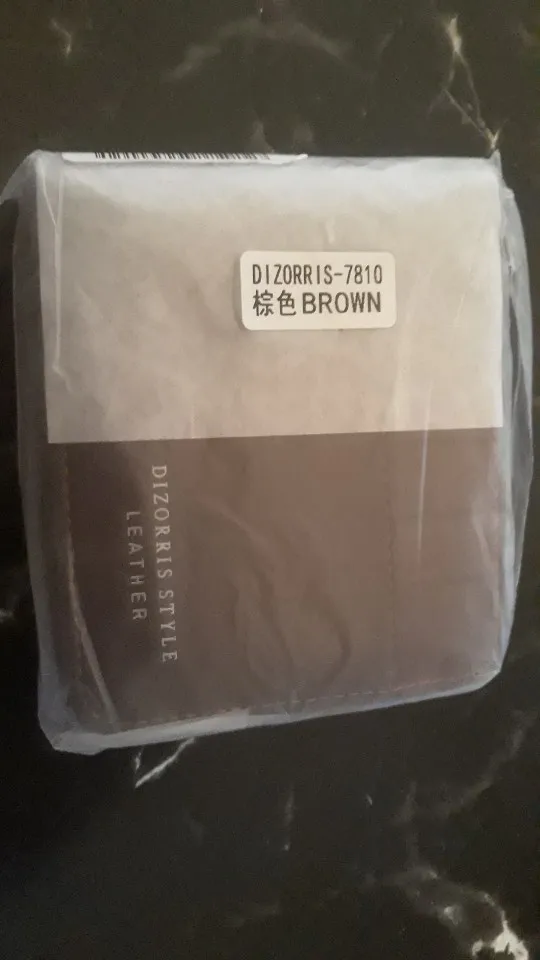 DIZORRIS-7810
棕色BROWN
DIZORRIS STYLE
LEATHER